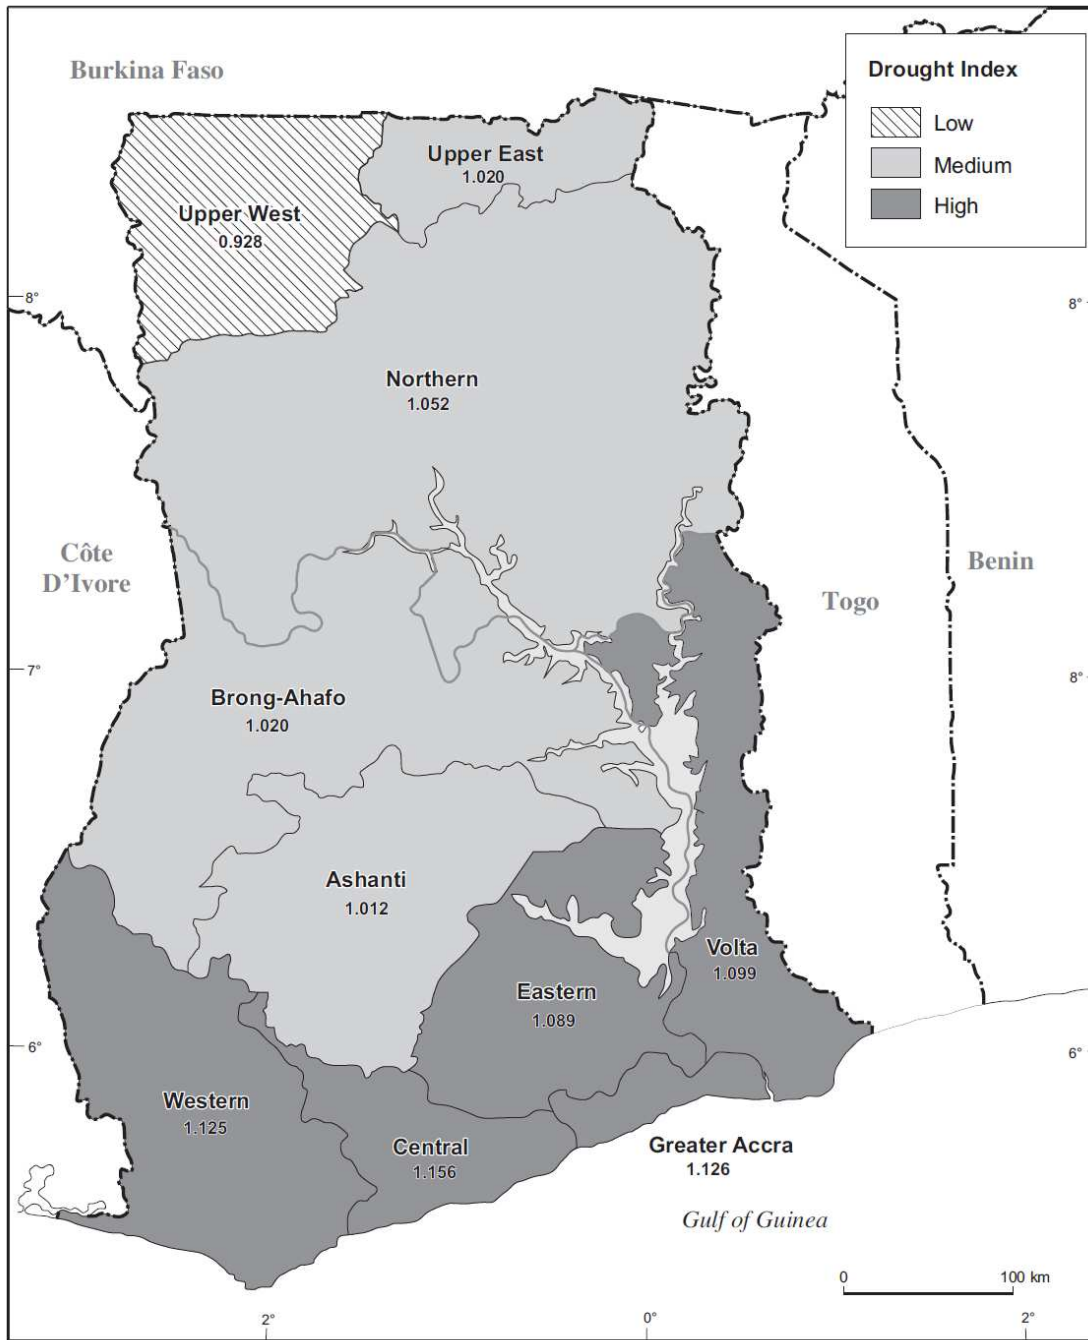 Burkina Faso
Drought Index
Low
Medium
High
Upper East
1.020
Upper West
0.928
8°
8°
Northern
1.052
Côte
D'Ivore
Benin
Togo
7°
8°
Brong-Ahafo
1.020
Ashanti
1.012
Volta
1.099
Eastern
1.089
6°
6°
Western
1.125
Central
1.156
Greater Accra
1.126
Gulf of Guinea
0
100 km
2°
0°
2°